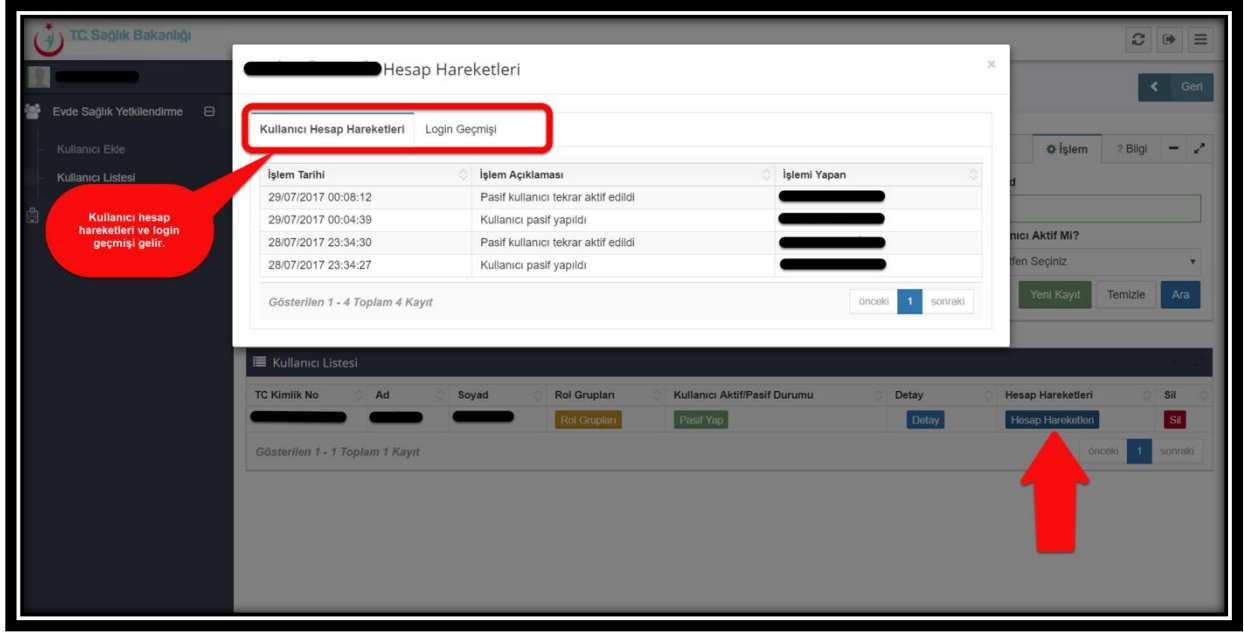 T.C. Sağlık Bakanlığı
Hesap Hareketleri
×
Geri
Evde Sağlık Yetkilendirme
Kullanıcı Ekle
Kullanıcı Listesi
Kullanıcı hesap
hareketleri ve login
geçmişi gelir.
Kullanıcı Hesap Hareketleri Login Geçmişi
İşlem ? Bilgi
İşlem Tarihi İşlem Açıklaması İşlemi Yapan
29/07/2017 00:08:12 Pasif kullanıcı tekrar aktif edildi
29/07/2017 00:04:39 Kullanıcı pasif yapıldı
28/07/2017 23:34:30 Pasif kullanıcı tekrar aktif edildi
28/07/2017 23:34:27 Kullanıcı pasif yapıldı
Gösterilen 1 - 4 Toplam 4 Kayıt önceki 1 sonraki
d
nıcı Aktif Mi?
tfen Seçiniz
Yeni Kayıt Temizle Ara
Kullanıcı Listesi
TC Kimlik No Ad Soyad Rol Grupları Kullanıcı Aktif/Pasif Durumu Detay Hesap Hareketleri Sil
Rol Grupları Pasif Yap Detay Hesap Hareketleri Sil
Gösterilen 1 - 1 Toplam 1 Kayıt önceki 1 sonraki